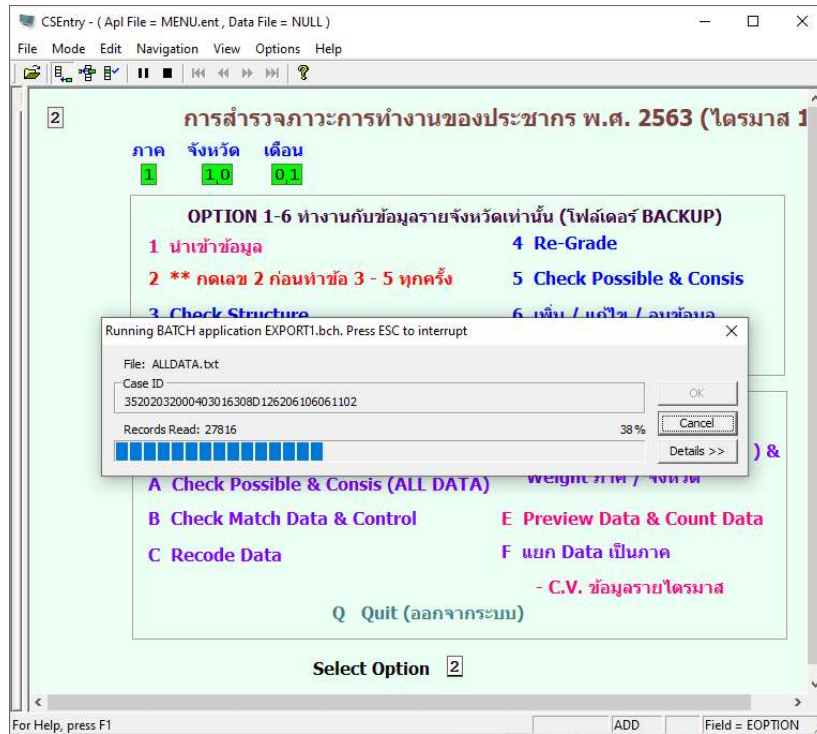 CSEntry - ( Apl File = MENU.ent , Data File = NULL )
File Mode Edit Navigation View Options Help
2 การสำรวจภาวะการทำงานของประชากร พ.ศ. 2563 (ไตรมาส 1
ภาค จังหวัด เดือน
1 1,0 0,1
OPTION 1-6 ทำงานกับข้อมูลรายจังหวัดเท่านั้น (โฟล์เดอร์ BACKUP)
1 นำเข้าข้อมูล 4 Re-Grade
2 ** กดเลข 2 ก่อนทำข้อ 3 - 5 ทุกครั้ง 5 Check Possible & Consis
3 Check Structure 6 เพิ่ม / แก้ไข /
Running BATCH application EXPORT1.bch. Press ESC to interrupt
File: ALLDATA.txt
Case ID
35202032000403016308D126206106061102
OK
Records Read: 27816 38 %
Cancel
Details >>
) &
A Check Possible & Consis (ALL DATA) Weight ภาค / จังหวัด
B Check Match Data & Control E Preview Data & Count Data
C Recode Data F แยก Data เป็นภาค
- C.V. ข้อมูลรายไตรมาส
Q Quit (ออกจากระบบ)
Select Option 2
For Help, press F1 ADD Field = EOPTION